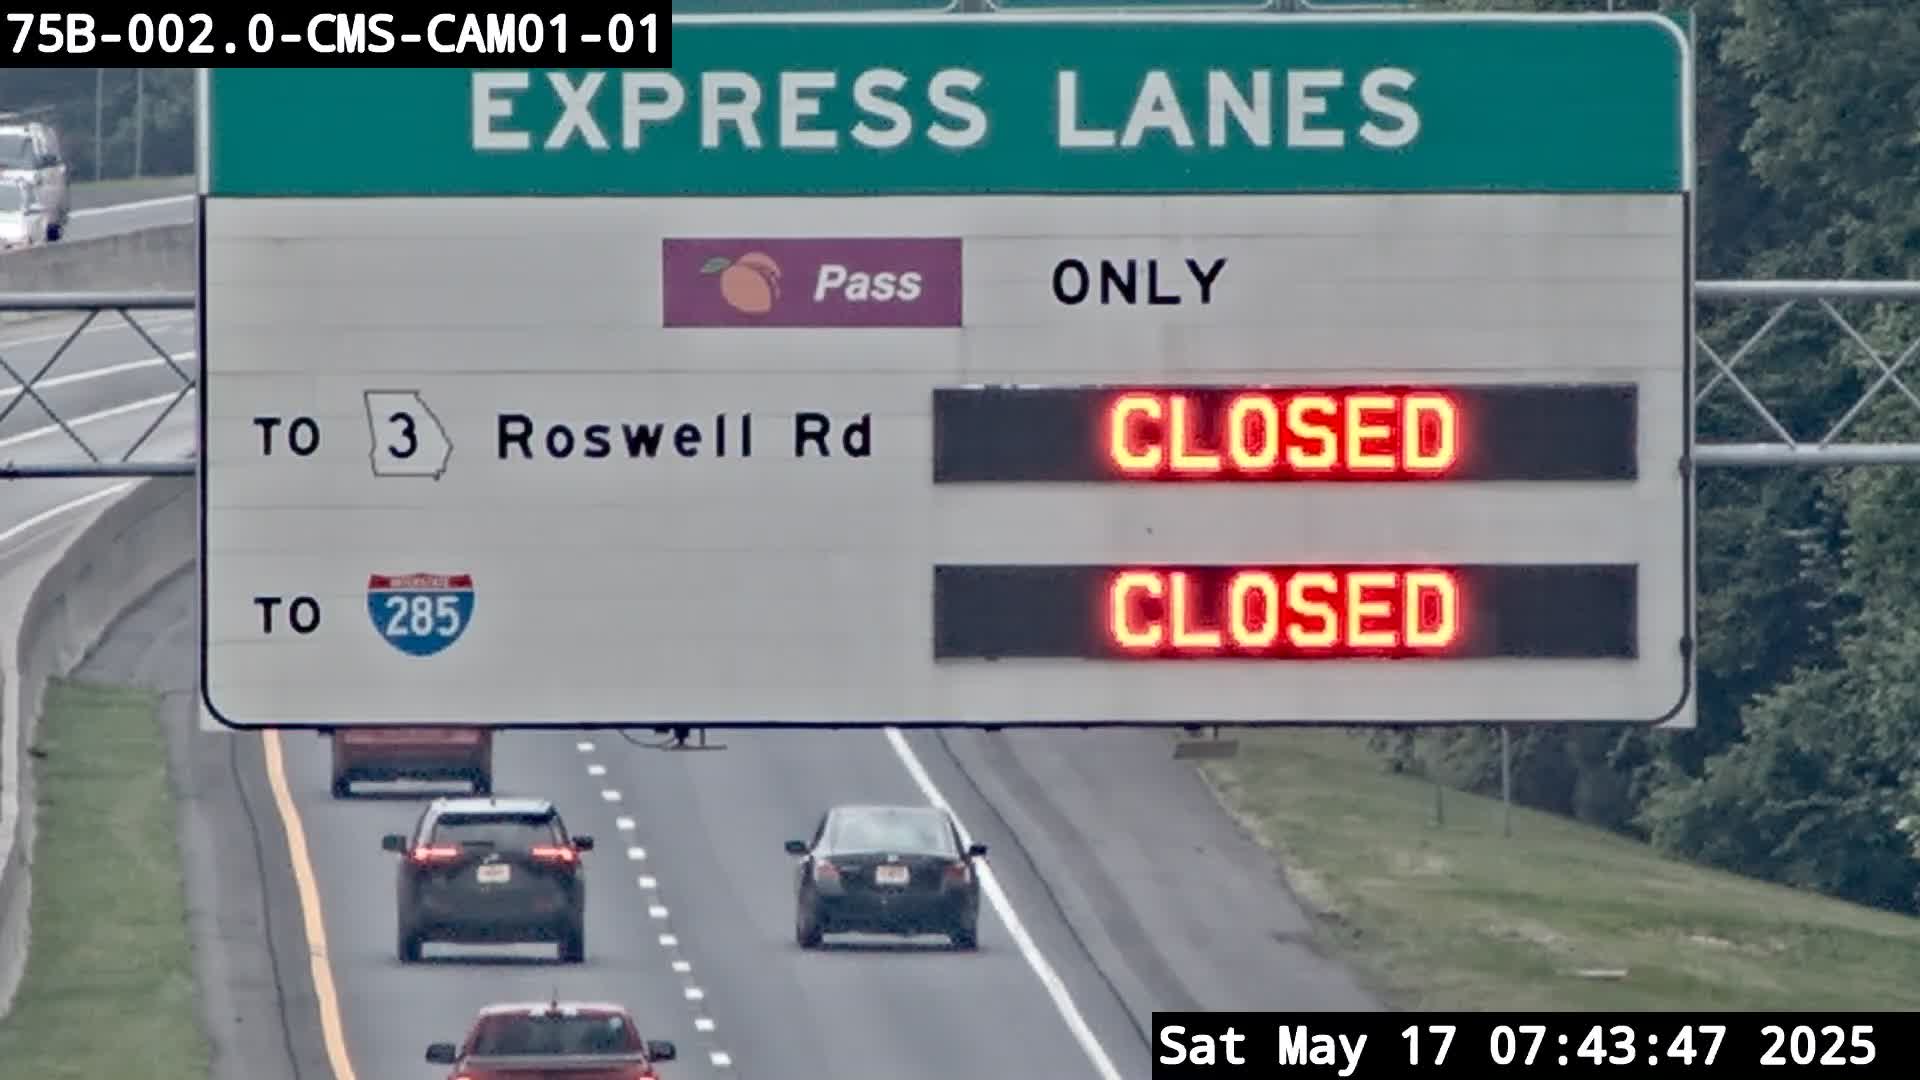 75B-002.0-CMS-CAM01-01
EXPRESS LANES
Pass ONLY
TO 3 Roswell Rd CLOSED
INTERSTATE
TO 285 CLOSED
Sat May 17 07:43:47 2025